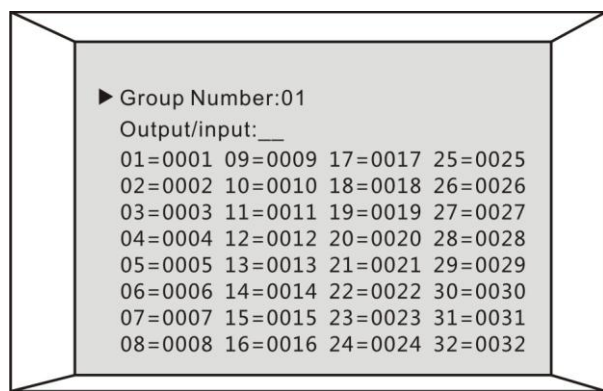 ▶ Group Number:01
Output/input:__
01=0001 09=0009 17=0017 25=0025
02=0002 10=0010 18=0018 26=0026
03=0003 11=0011 19=0019 27=0027
04=0004 12=0012 20=0020 28=0028
05=0005 13=0013 21=0021 29=0029
06=0006 14=0014 22=0022 30=0030
07=0007 15=0015 23=0023 31=0031
08=0008 16=0016 24=0024 32=0032